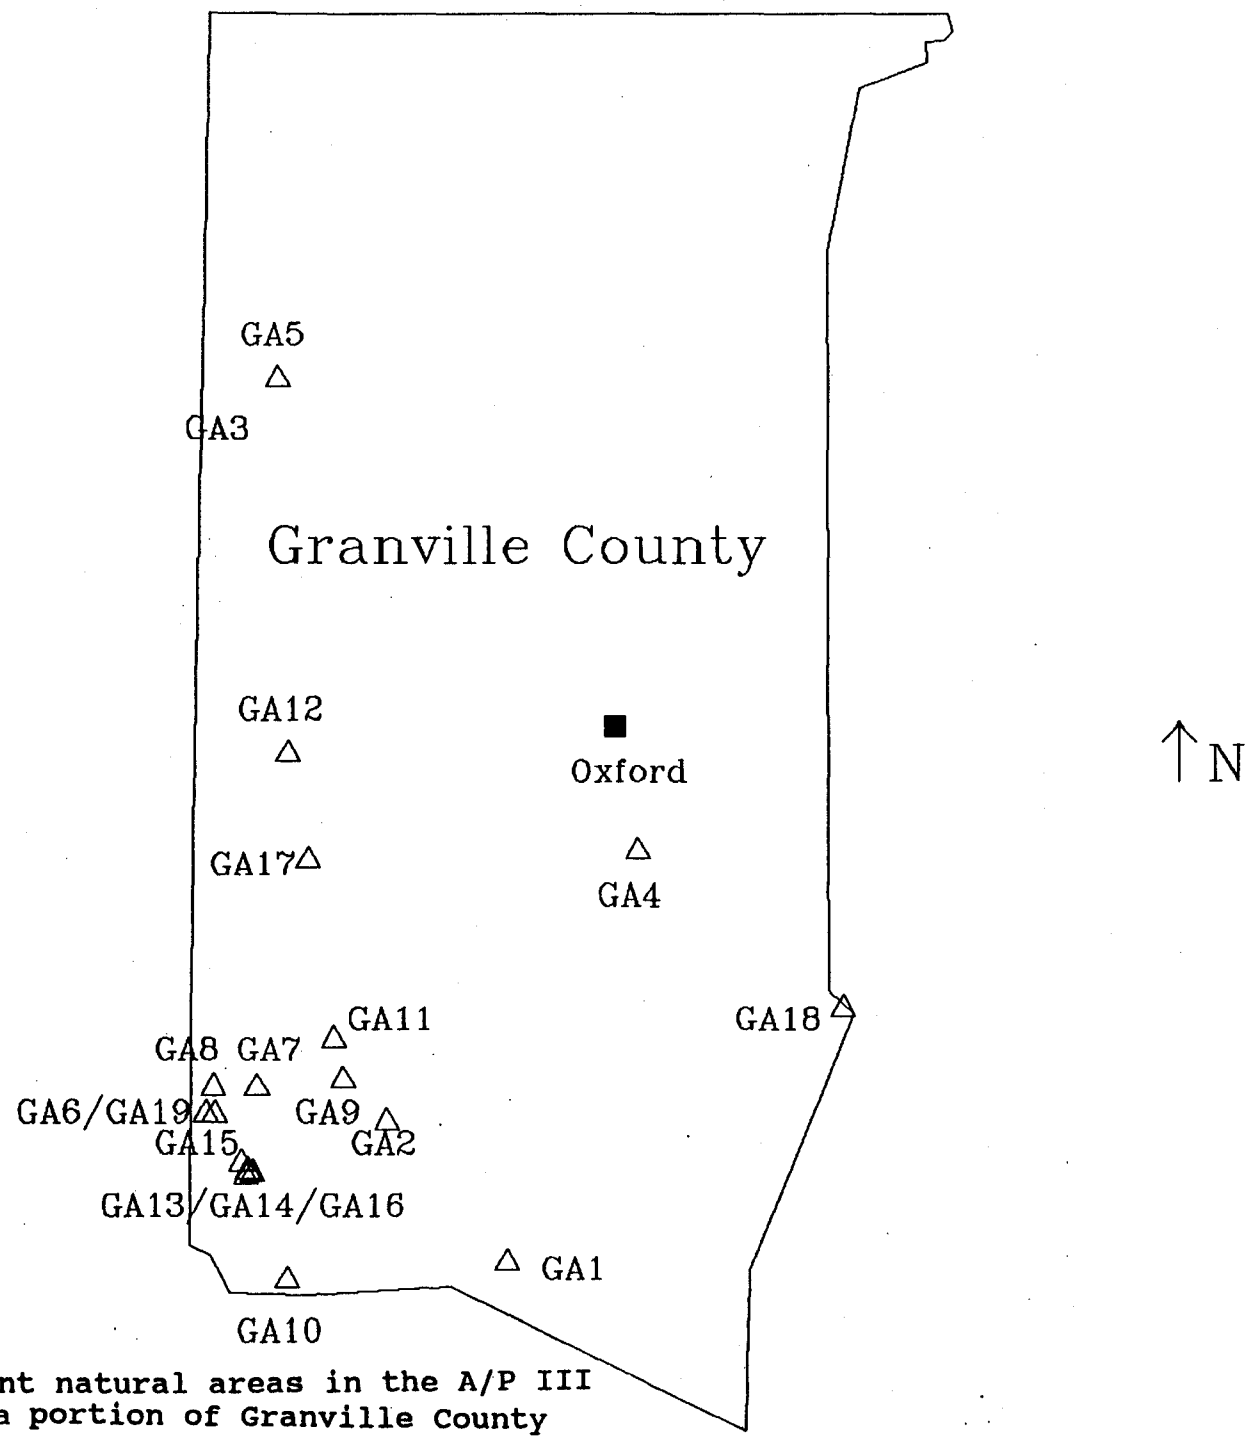 GA5
GA3
Granville County
GA12
Oxford
N
GA17
GA4
GA11
GA18
GA8 GA7
GA6/GA19
GA9
GA15
GA2
GA13/GA14/GA16
GA1
GA10
natural areas in the A/P III
a portion of Granville County